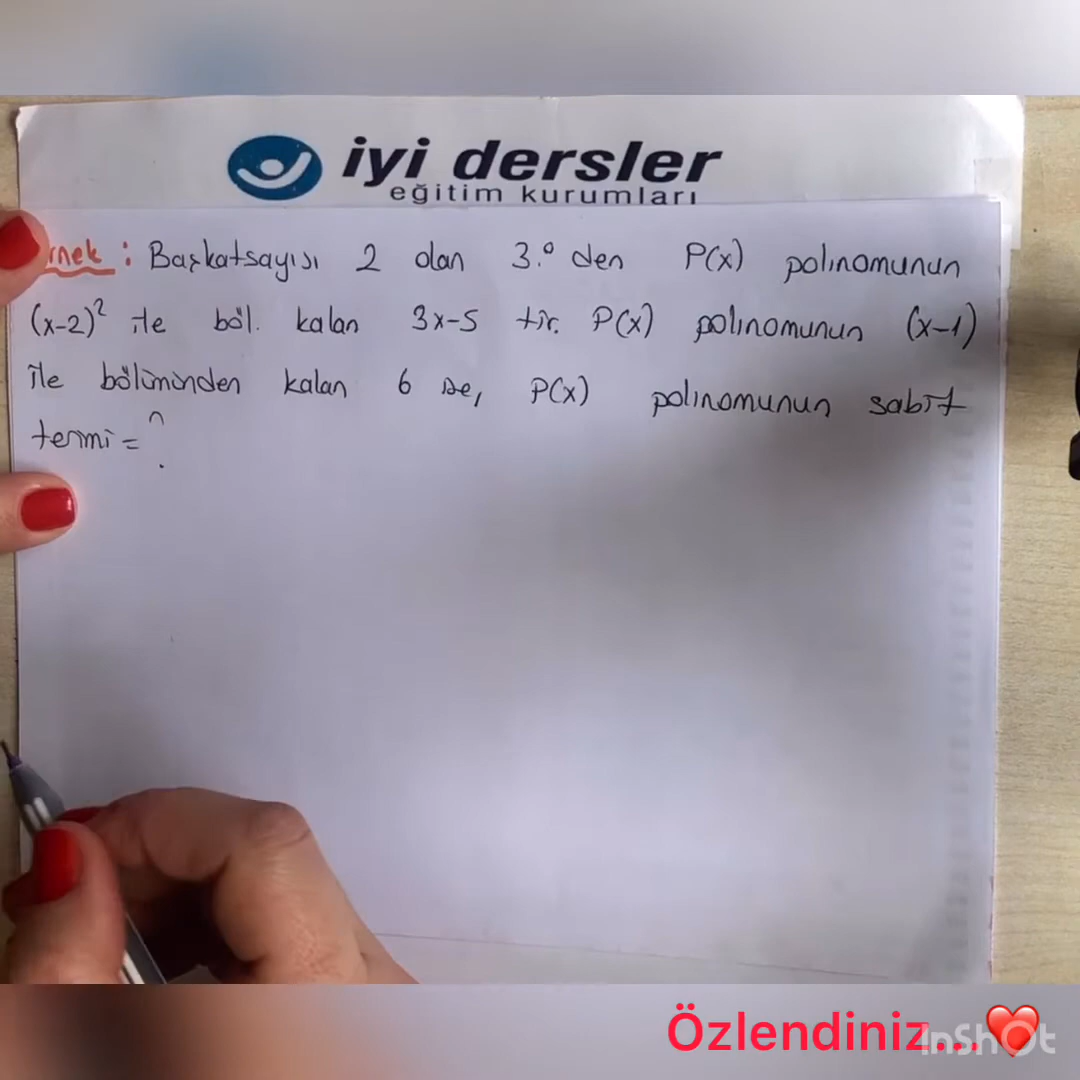 iyi dersler
eğitim kurumları
rnek : Başkatsayısı 2 olan 3.° den P(x) polinomunun
(x-2)² ile böl. kalan 3x-5 tir. P(x) polinomunun (x-1)
ile bölümünden kalan 6 ise, P(x) polinomunun sabit
termi = ?
Özlendiniz...❤️
InShOt